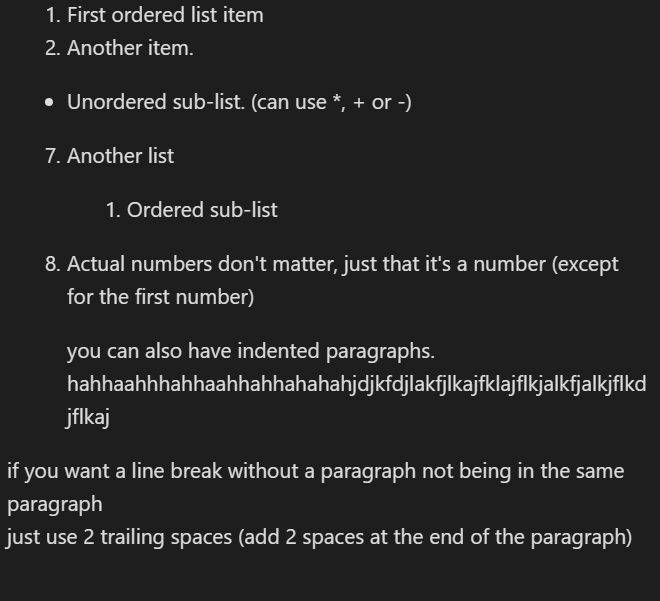 1. First ordered list item
2. Another item.
• Unordered sub-list. (can use *, + or -)
7. Another list
1. Ordered sub-list
8. Actual numbers don't matter, just that it's a number (except
for the first number)
you can also have indented paragraphs.
hahhaahhhahhaahhahhahahahjdjkfdjlakfjlkajfklajflkjalkfjalkjflkd
jflkaj
if you want a line break without a paragraph not being in the same
paragraph
just use 2 trailing spaces (add 2 spaces at the end of the paragraph)